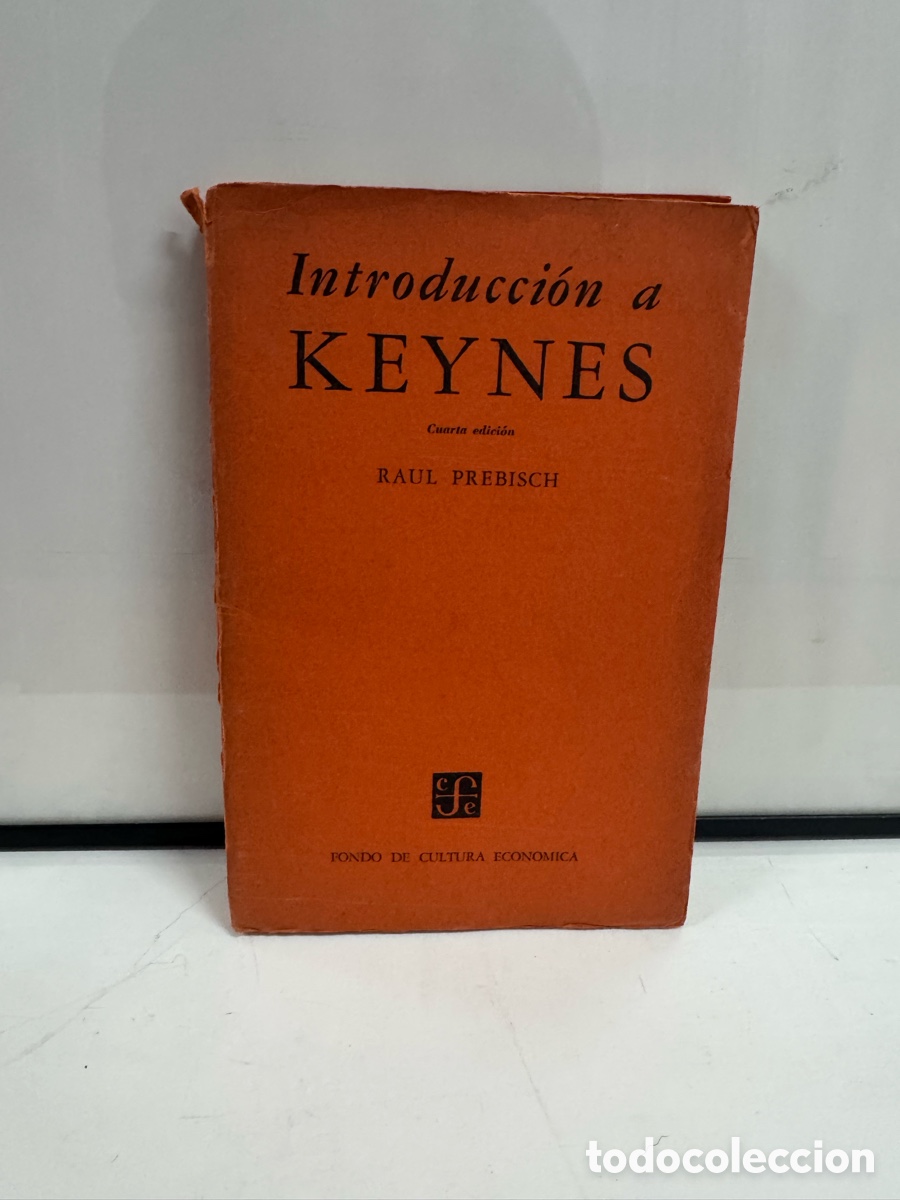 Introducción a
KEYNES
Cuarta edición
RAUL PREBISCH
c f e
FONDO DE CULTURA ECONOMICA
todocoleccion